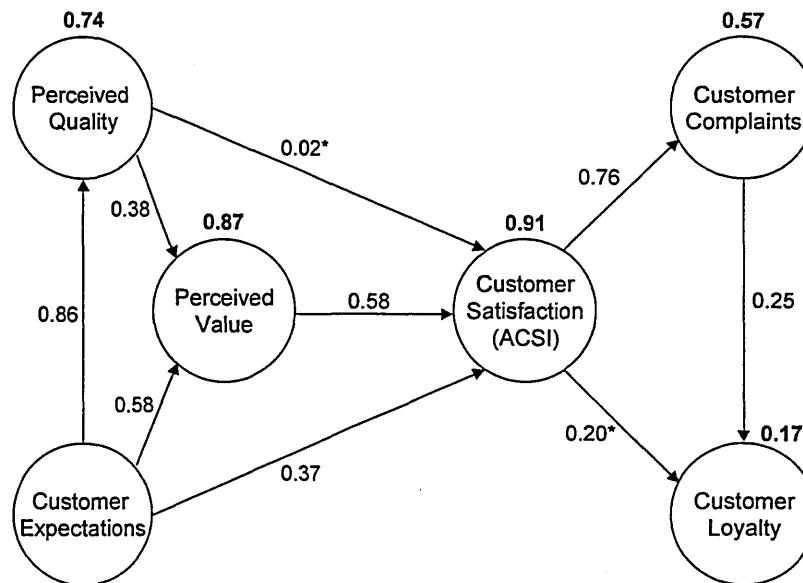 0.74
0.57
Perceived
Quality
Customer
Complaints
0.02*
0.76
0.38
0.87
0.91
Perceived
Value
0.58
Customer
Satisfaction
(ACSI)
0.86
0.25
0.58
0.37
0.20*
0.17
Customer
Expectations
Customer
Loyalty